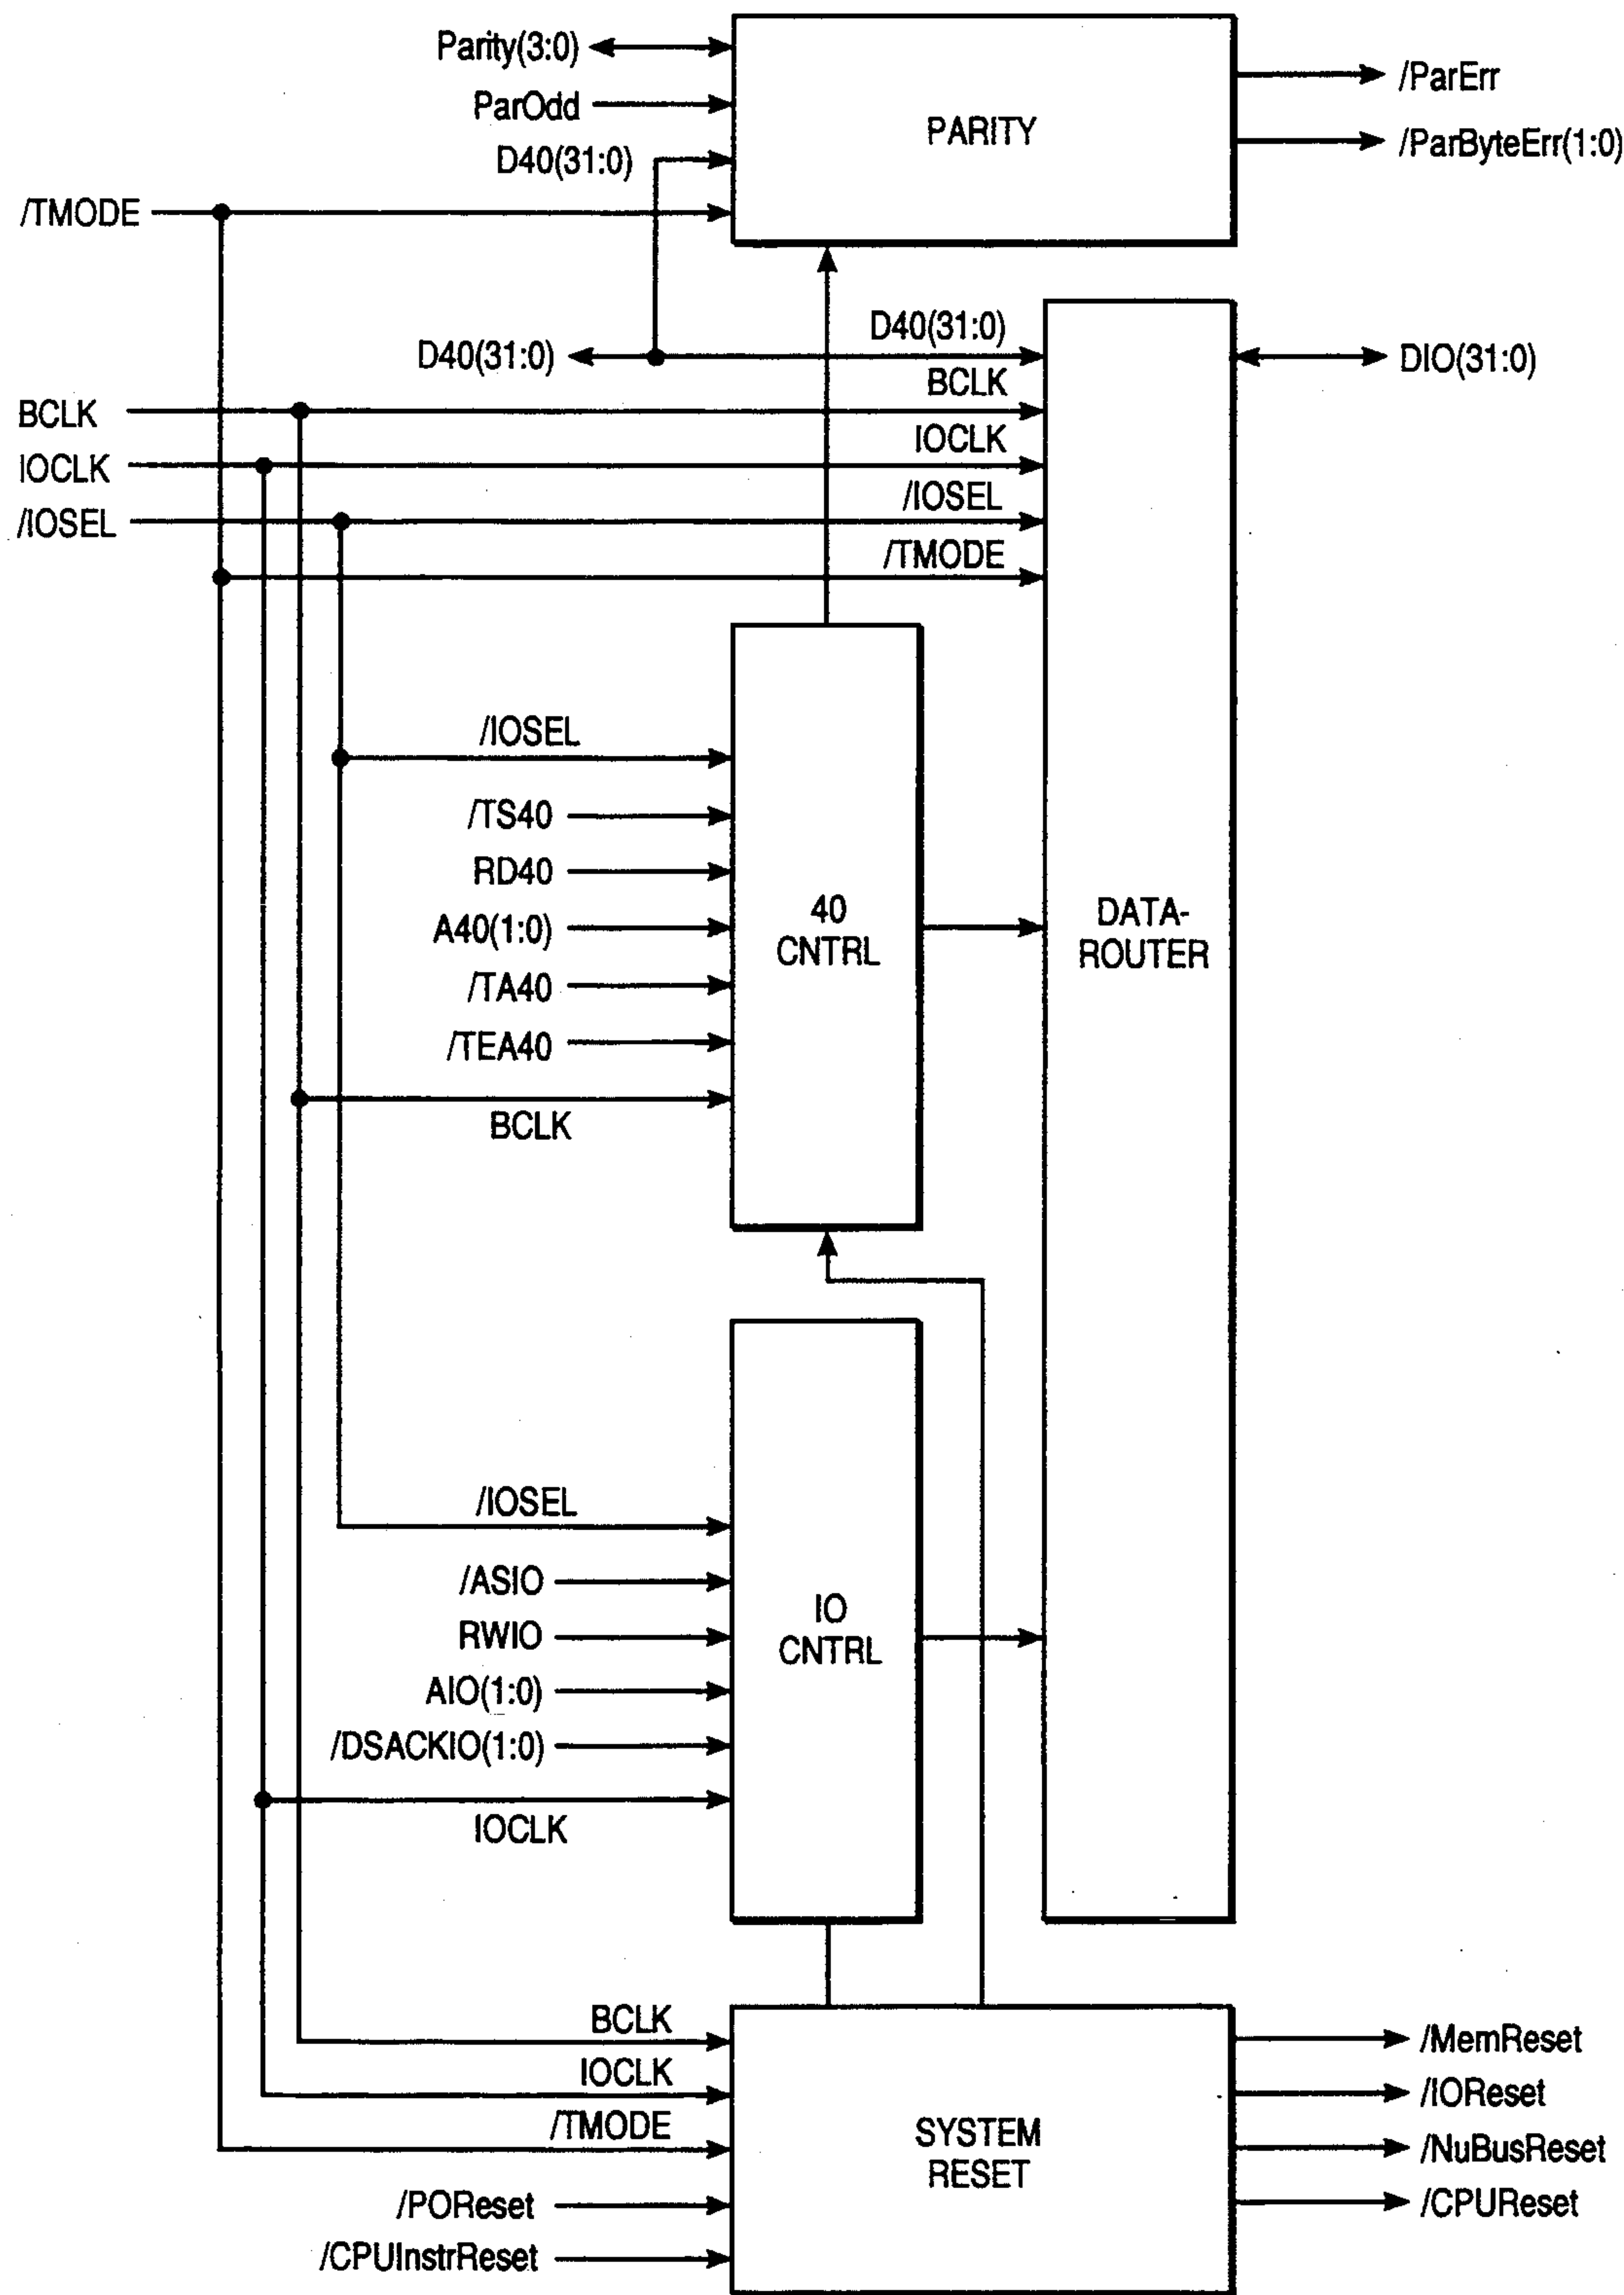 Parity(3:0)
ParOdd
D40(31:0)
/TMODE
PARITY
/ParErr
/ParByteErr(1:0)
D40(31:0)
D40(31:0)
DIO(31:0)
BCLK
BCLK
IOCLK
IOCLK
/IOSEL
/IOSEL
/TMODE
/IOSEL
/TS40
RD40
A40(1:0)
/TA40
/TEA40
BCLK
40
CNTRL
DATA-
ROUTER
/IOSEL
/ASIO
RWIO
AIO(1:0)
/DSACKIO(1:0)
IOCLK
IO
CNTRL
BCLK
IOCLK
/TMODE
/POReset
/CPUInstrReset
SYSTEM
RESET
/MemReset
/IOReset
/NuBusReset
/CPUReset